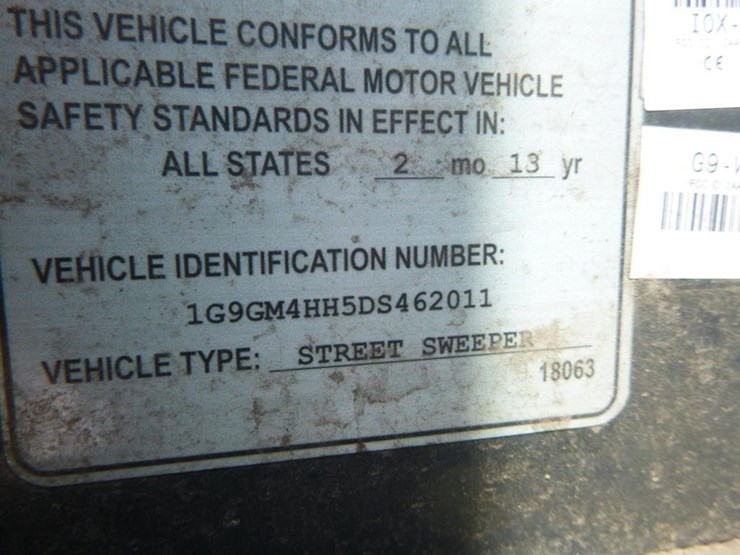 THIS VEHICLE CONFORMS TO ALL
APPLICABLE FEDERAL MOTOR VEHICLE
SAFETY STANDARDS IN EFFECT IN:
ALL STATES 2 mo 13 yr
VEHICLE IDENTIFICATION NUMBER:
1G9GM4HH5DS462011
VEHICLE TYPE: STREET SWEEPER
18063
IOX-
CE
G9-